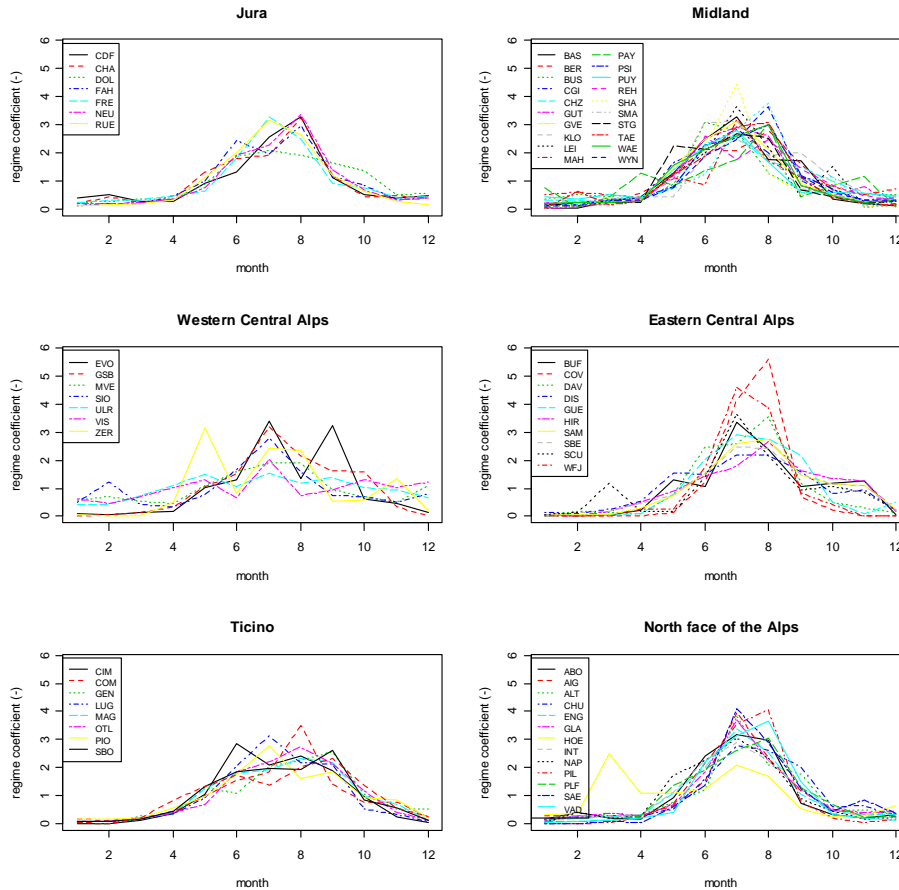 Jura
regime coefficient (-)
0 1 2 3 4 5 6
CDF
CHA
DOL
FAH
FRE
NEU
RUE
2 4 6 8 10 12
month
Midland
regime coefficient (-)
0 1 2 3 4 5 6
BAS PAY
BER PSI
BUS PUY
CGI REH
CHZ SHA
GUT SMA
GVE STG
KLO TAE
LEI WAE
MAH WYN
2 4 6 8 10 12
month
Western Central Alps
regime coefficient (-)
0 1 2 3 4 5 6
EVO
GSB
MVE
SIO
ULR
VIS
ZER
2 4 6 8 10 12
month
Eastern Central Alps
regime coefficient (-)
0 1 2 3 4 5 6
BUF
COV
DAV
DIS
GUE
HIR
SAM
SBE
SCU
WFJ
2 4 6 8 10 12
month
Ticino
regime coefficient (-)
0 1 2 3 4 5 6
CIM
COM
GEN
LUG
MAG
OTL
PIO
SBO
2 4 6 8 10 12
month
North face of the Alps
regime coefficient (-)
0 1 2 3 4 5 6
ABO
AIG
ALT
CHU
ENG
GLA
HOE
INT
NAP
PIL
PLF
SAE
VAD
2 4 6 8 10 12
month